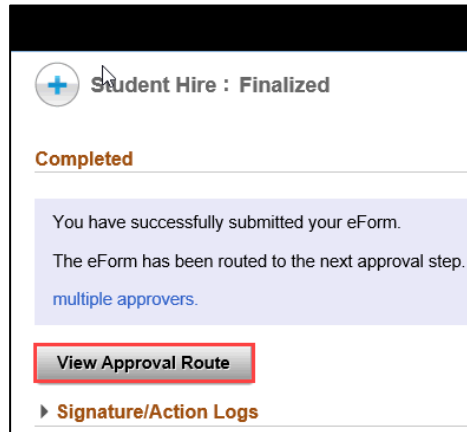 Student Hire : Finalized
Completed
You have successfully submitted your eForm.
The eForm has been routed to the next approval step.
multiple approvers.
View Approval Route
Signature/Action Logs